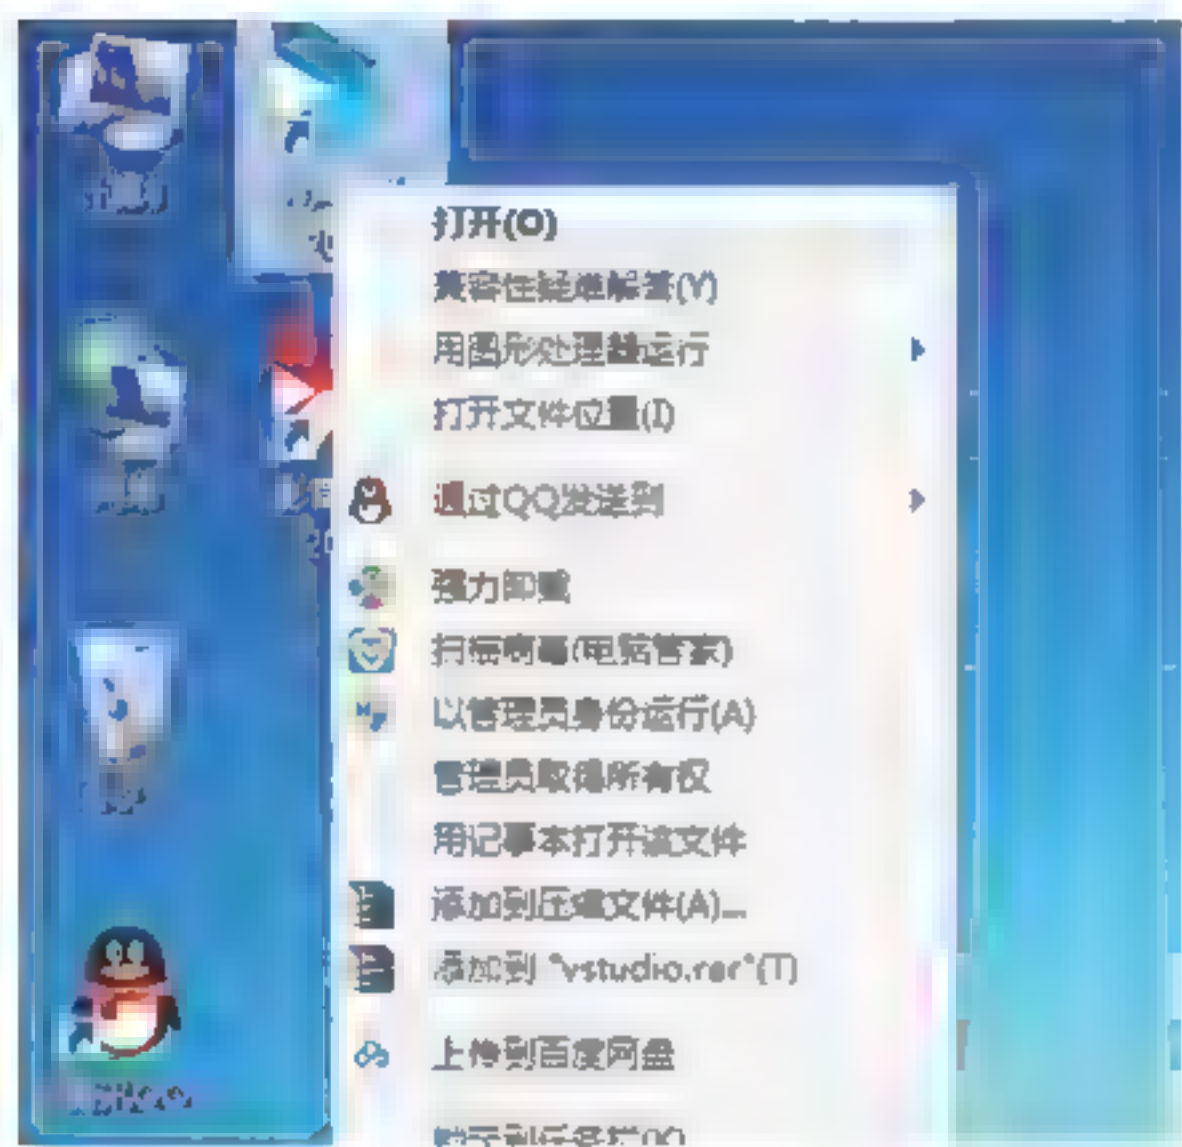 打开(O)
兼容性疑难解答(Y)
用图形处理器运行
打开文件位置(I)
通过QQ发送到
强力卸载
扫描病毒(电脑管家)
以管理员身份运行(A)
管理员取得所有权
用记事本打开该文件
添加到压缩文件(A)...
添加到 "vstudio.rar"(T)
上传到百度网盘